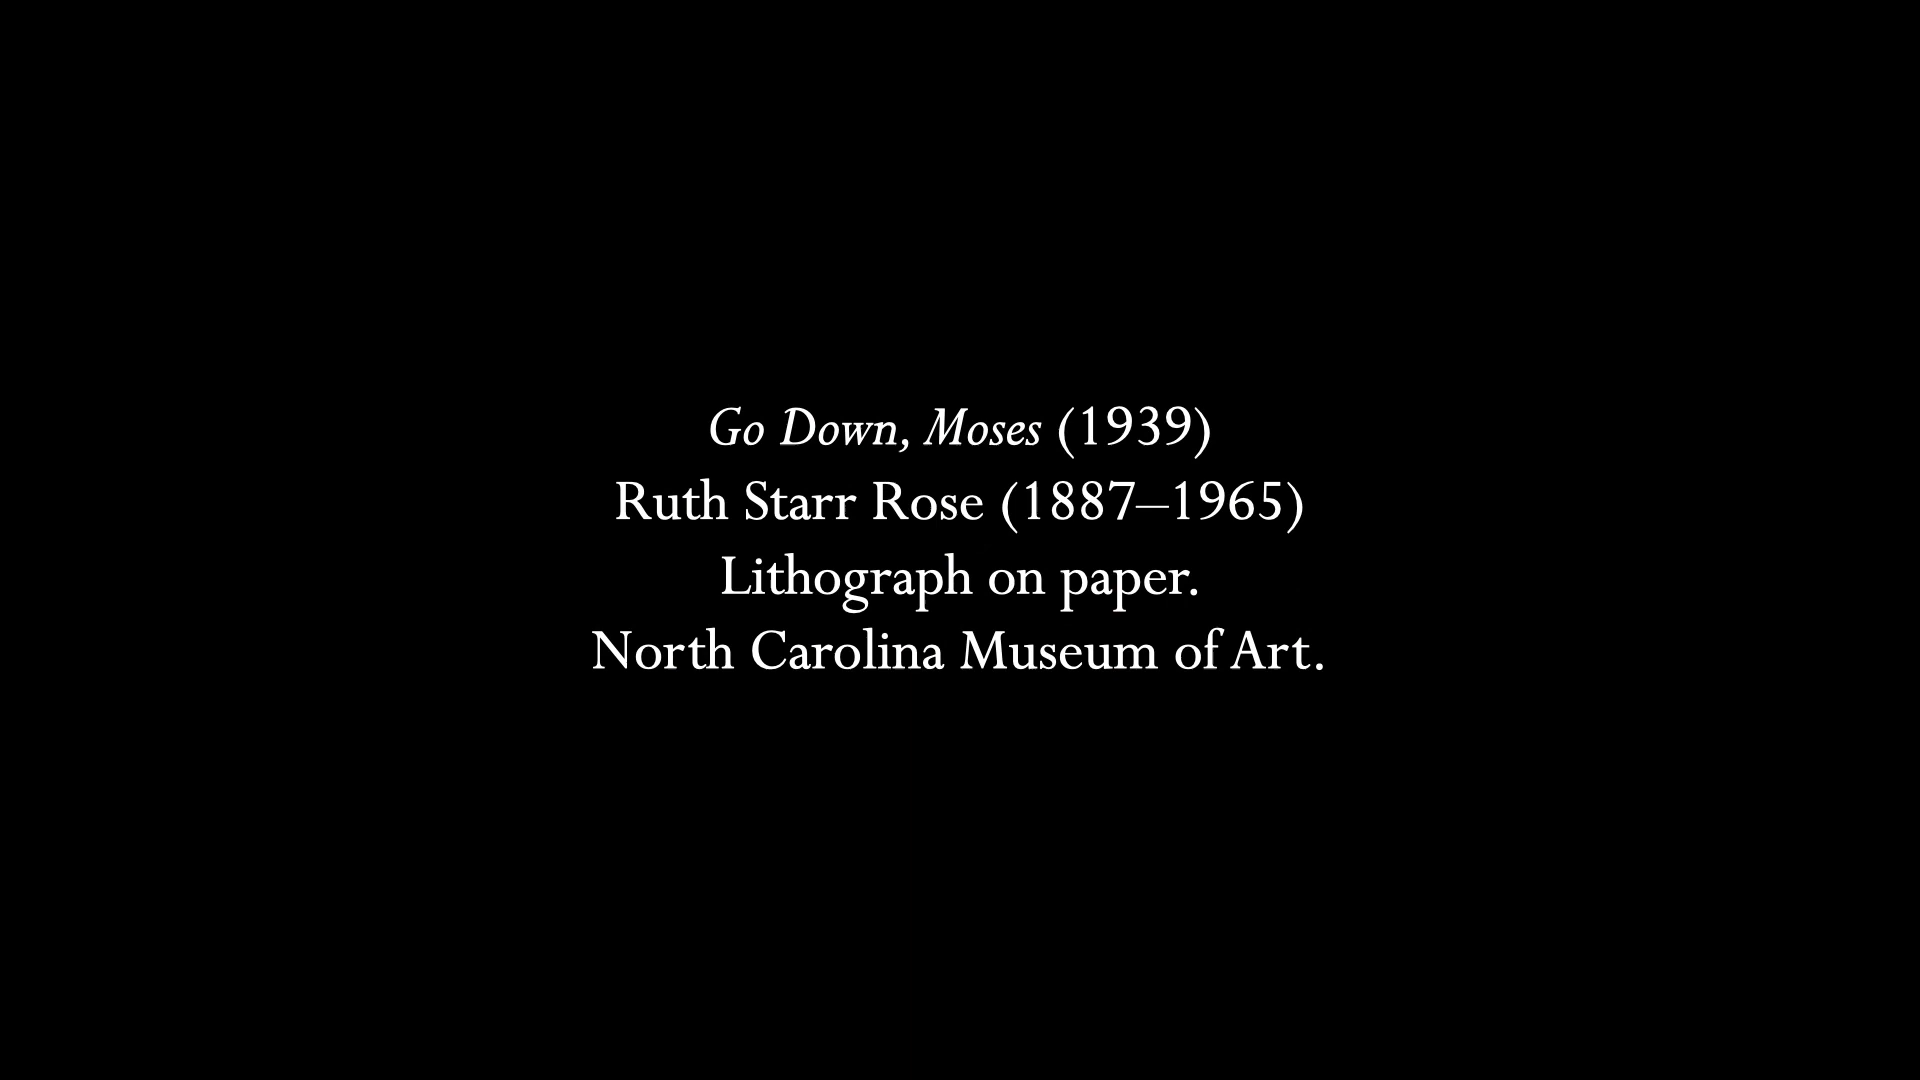 Go Down, Moses (1939)
Ruth Starr Rose (1887–1965)
Lithograph on paper.
North Carolina Museum of Art.